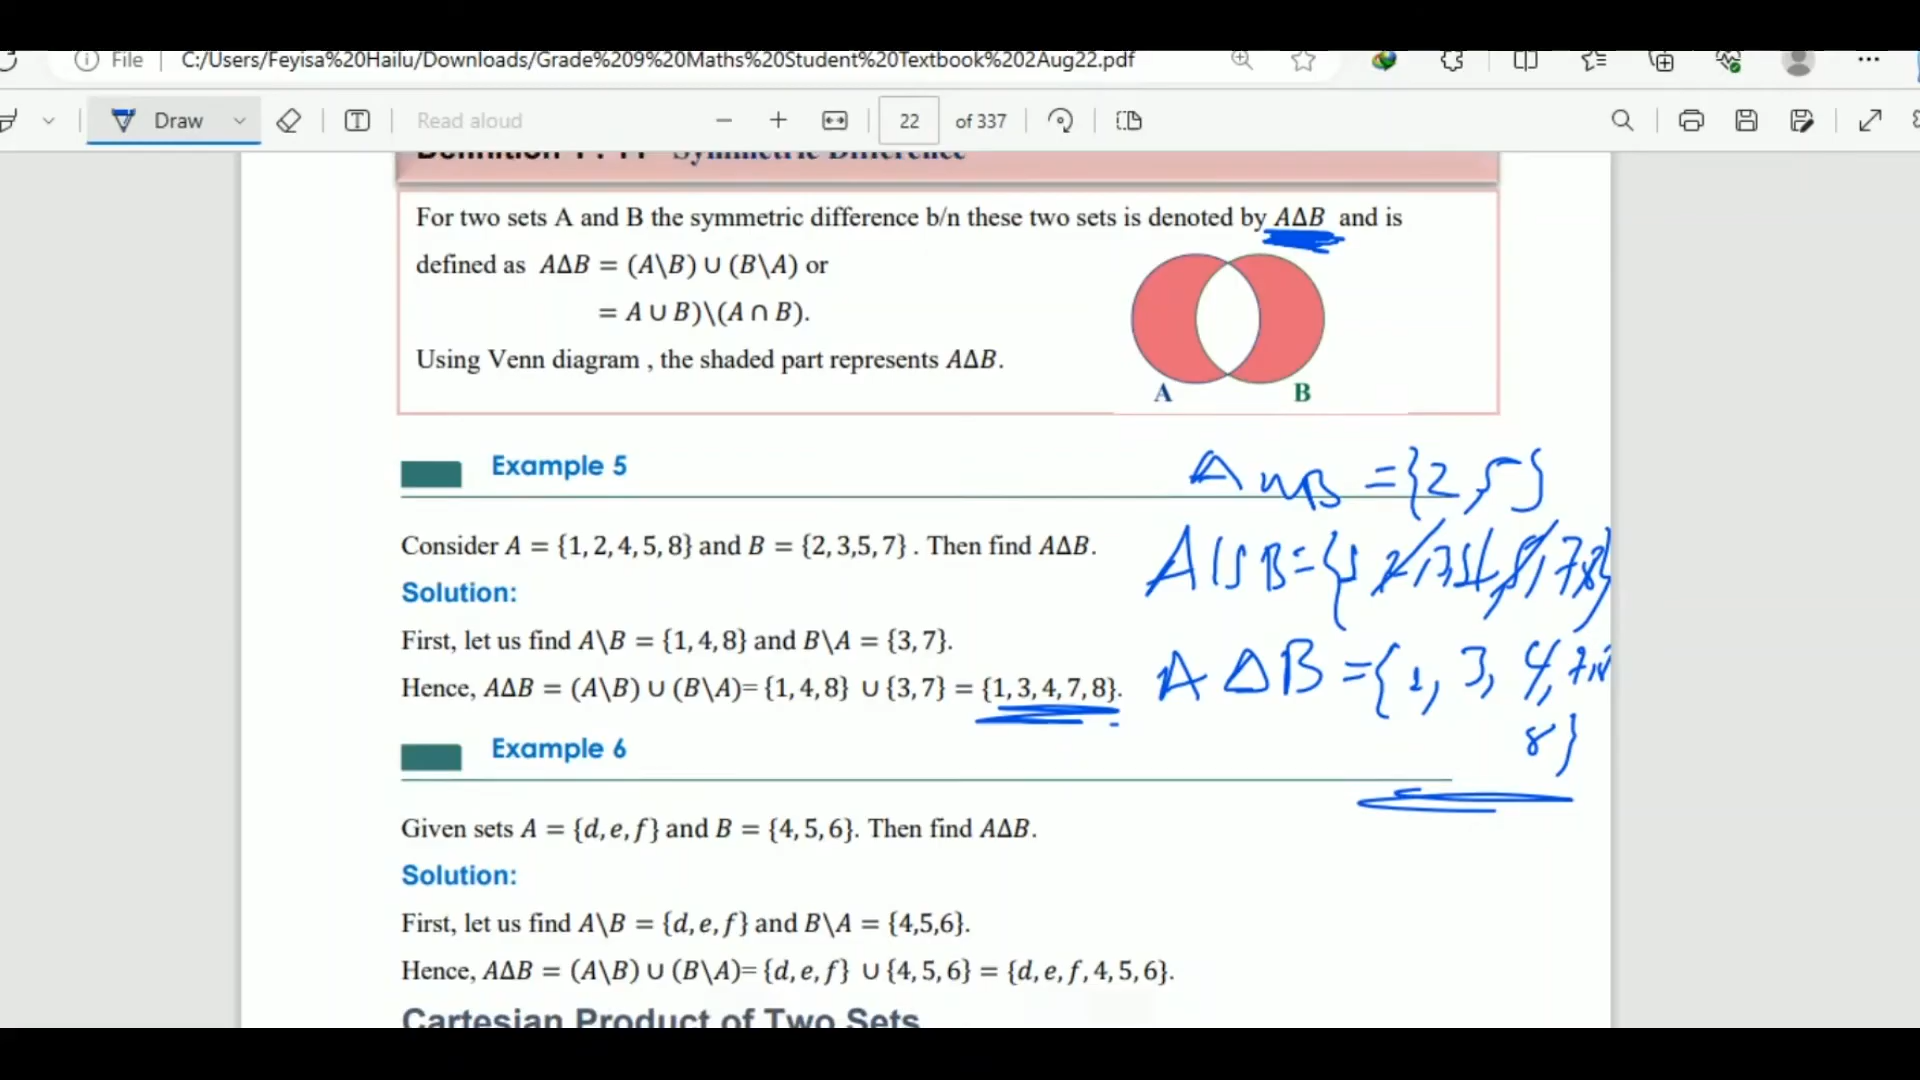 File C:/Users/Feyisa%20Hailu/Downloads/Grade%209%20Maths%20Student%20Textbook%202Aug22.pdf
Draw Read aloud 22 of 337
Symmetric Difference
For two sets A and B the symmetric difference b/n these two sets is denoted by AΔB and is
defined as AΔB = (A\B) ∪ (B\A) or
= A ∪ B)\(A ∩ B).
Using Venn diagram , the shaded part represents AΔB.
A B
Example 5
A∩B = {2, 5}
Consider A = {1, 2, 4, 5, 8} and B = {2, 3,5, 7} . Then find AΔB.
Solution:
First, let us find A\B = {1, 4, 8} and B\A = {3, 7}.
Hence, AΔB = (A\B) ∪ (B\A)= {1, 4, 8} ∪ {3, 7} = {1, 3, 4, 7, 8}.
A Δ B = {1, 3, 4, 7,
8}
Example 6
Given sets A = {d, e, f} and B = {4, 5, 6}. Then find AΔB.
Solution:
First, let us find A\B = {d, e, f} and B\A = {4,5,6}.
Hence, AΔB = (A\B) ∪ (B\A)= {d, e, f} ∪ {4, 5, 6} = {d, e, f, 4, 5, 6}.
Cartesian Product of Two Sets